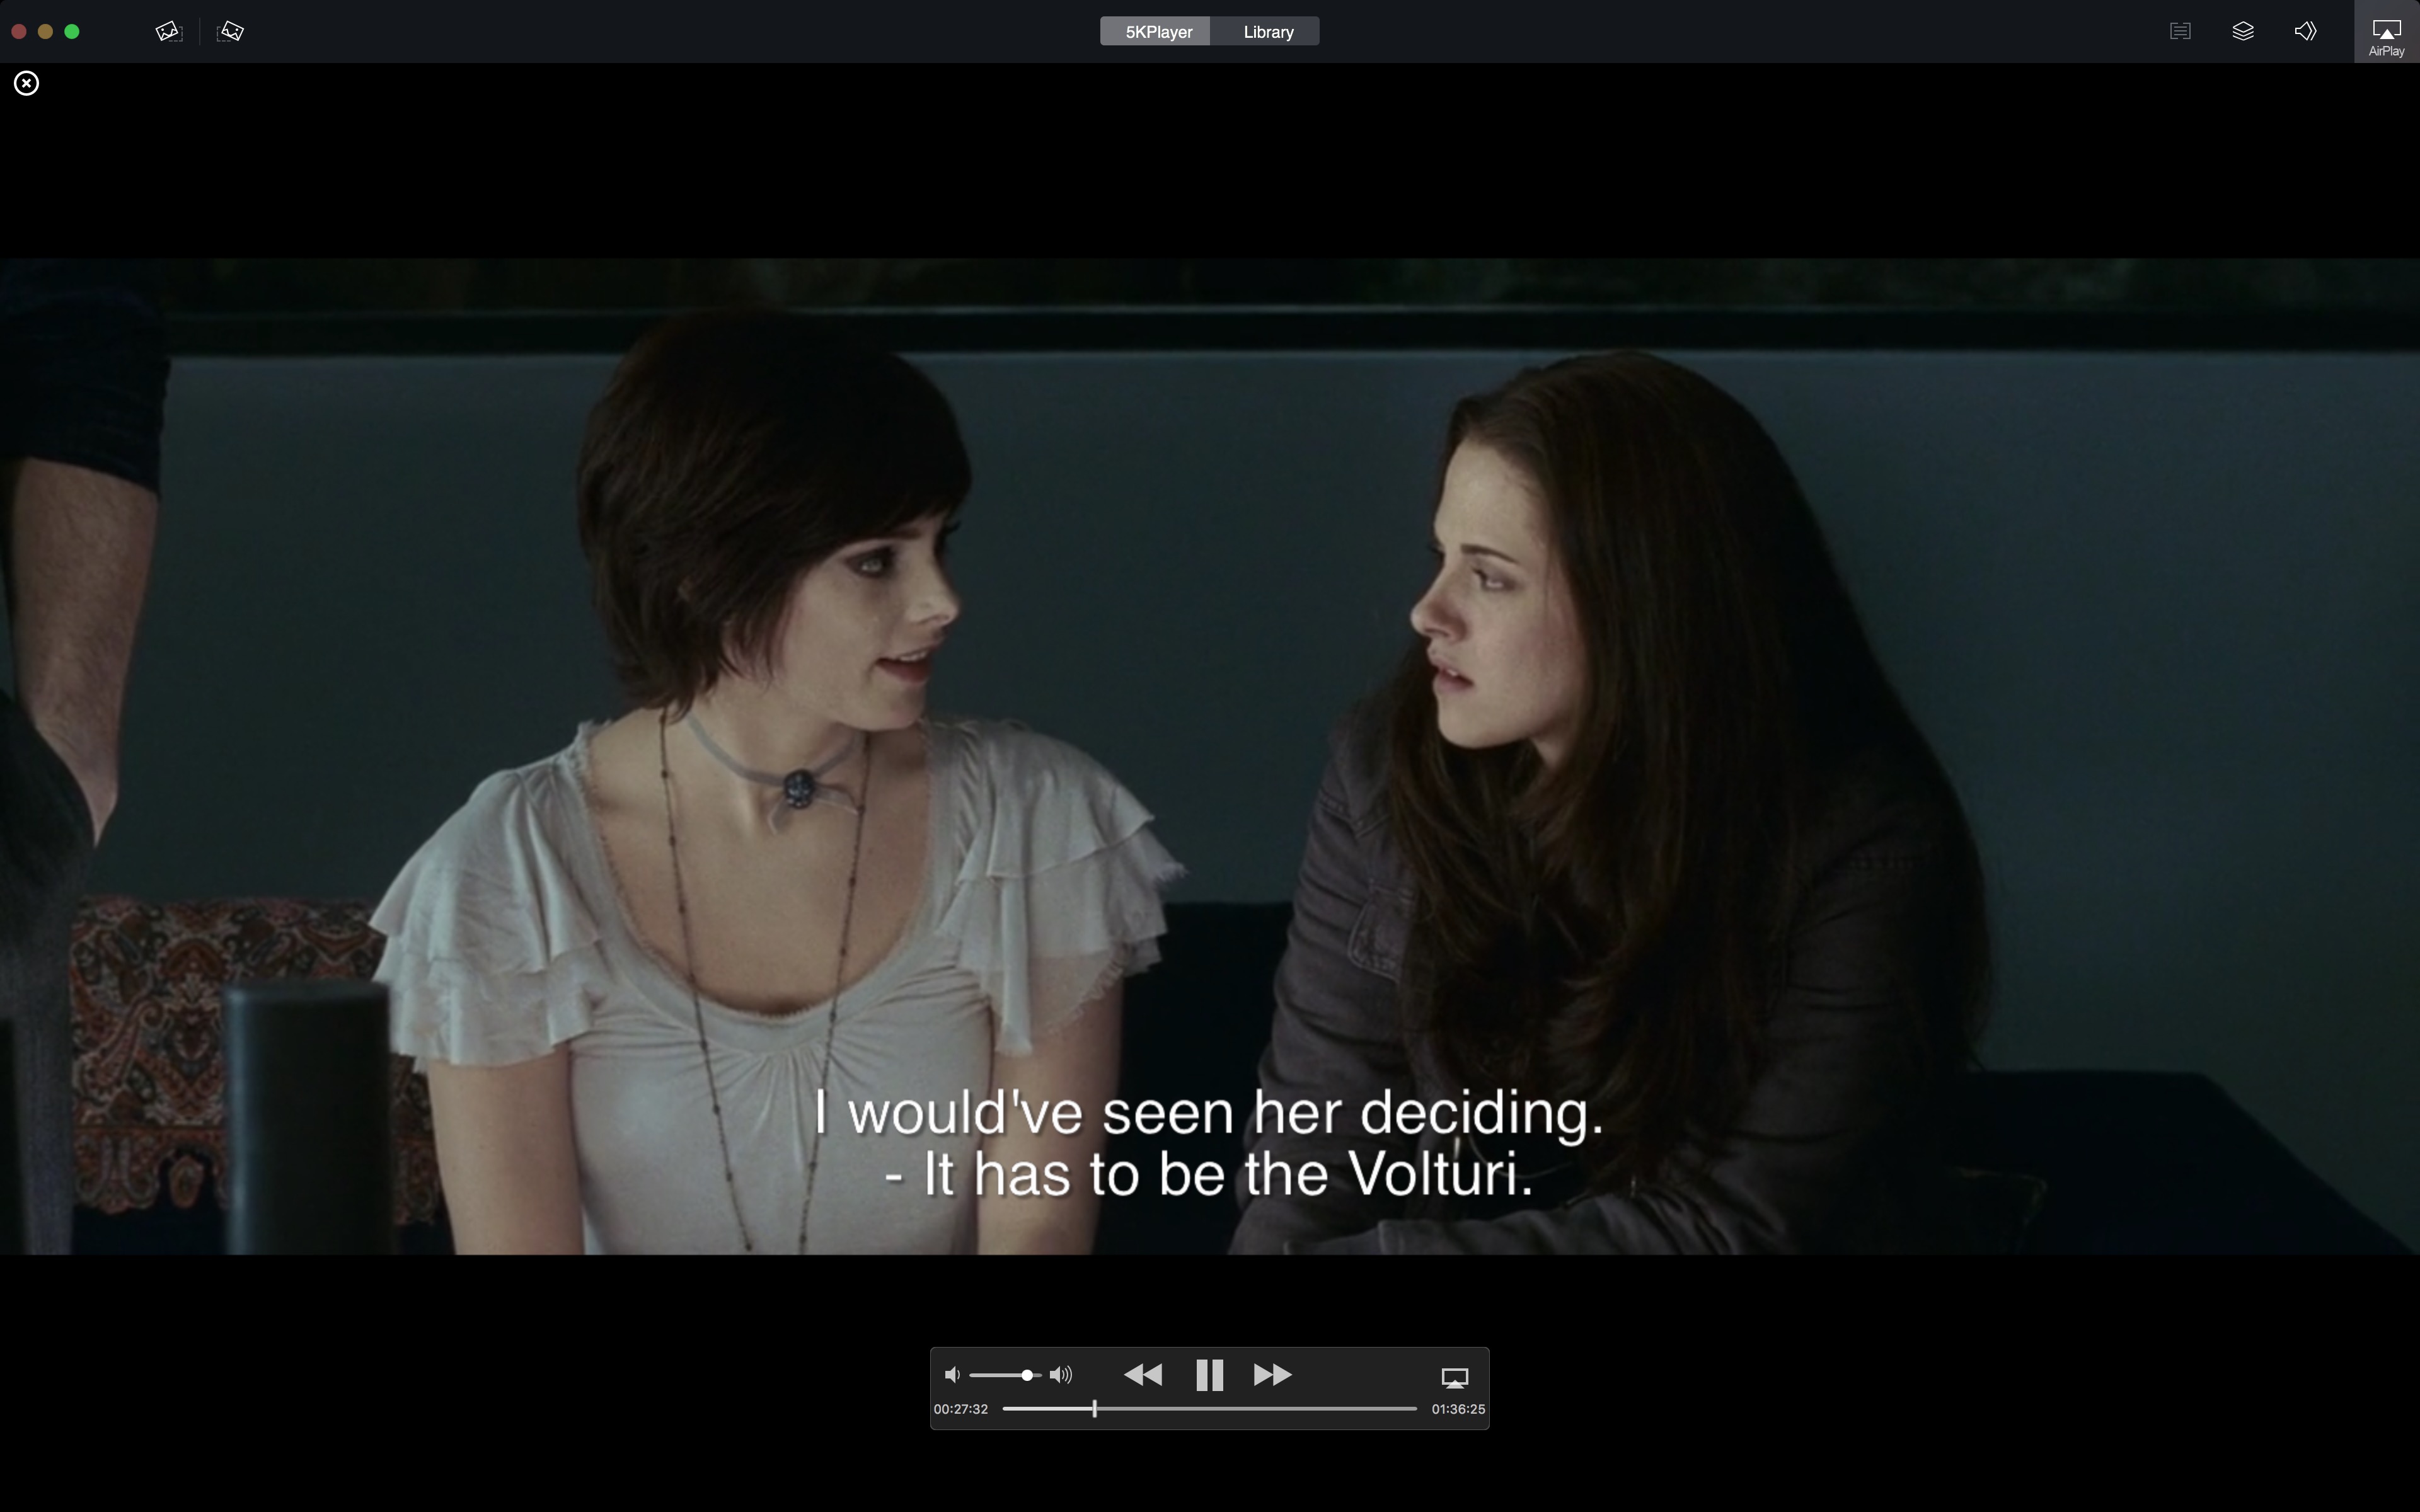 5KPlayer Library
AirPlay
I would've seen her deciding.
- It has to be the Volturi.
00:27:32 01:36:25